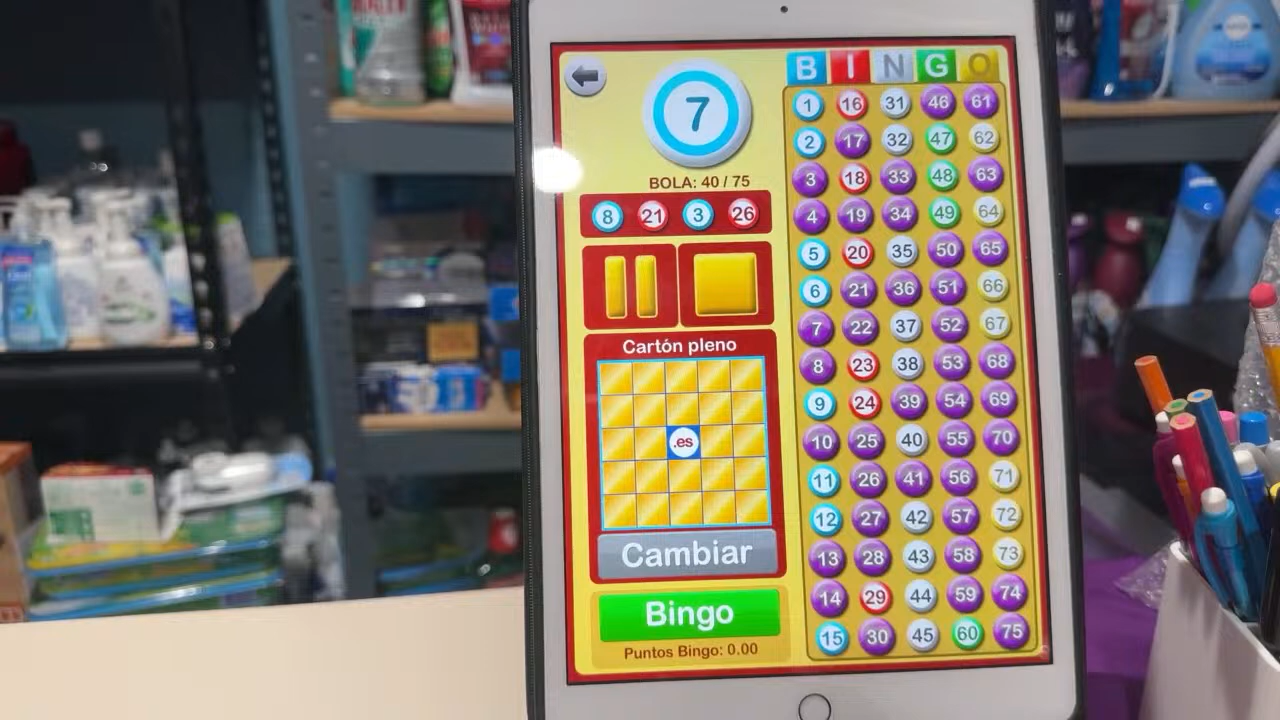 7
BOLA: 40 / 75
8 21 3 26
Cartón pleno
.es
Cambiar
Bingo
Puntos Bingo: 0.00
B I N G O
1 16 31 46 61
2 17 32 47 62
3 18 33 48 63
4 19 34 49 64
5 20 35 50 65
6 21 36 51 66
7 22 37 52 67
8 23 38 53 68
9 24 39 54 69
10 25 40 55 70
11 26 41 56 71
12 27 42 57 72
13 28 43 58 73
14 29 44 59 74
15 30 45 60 75